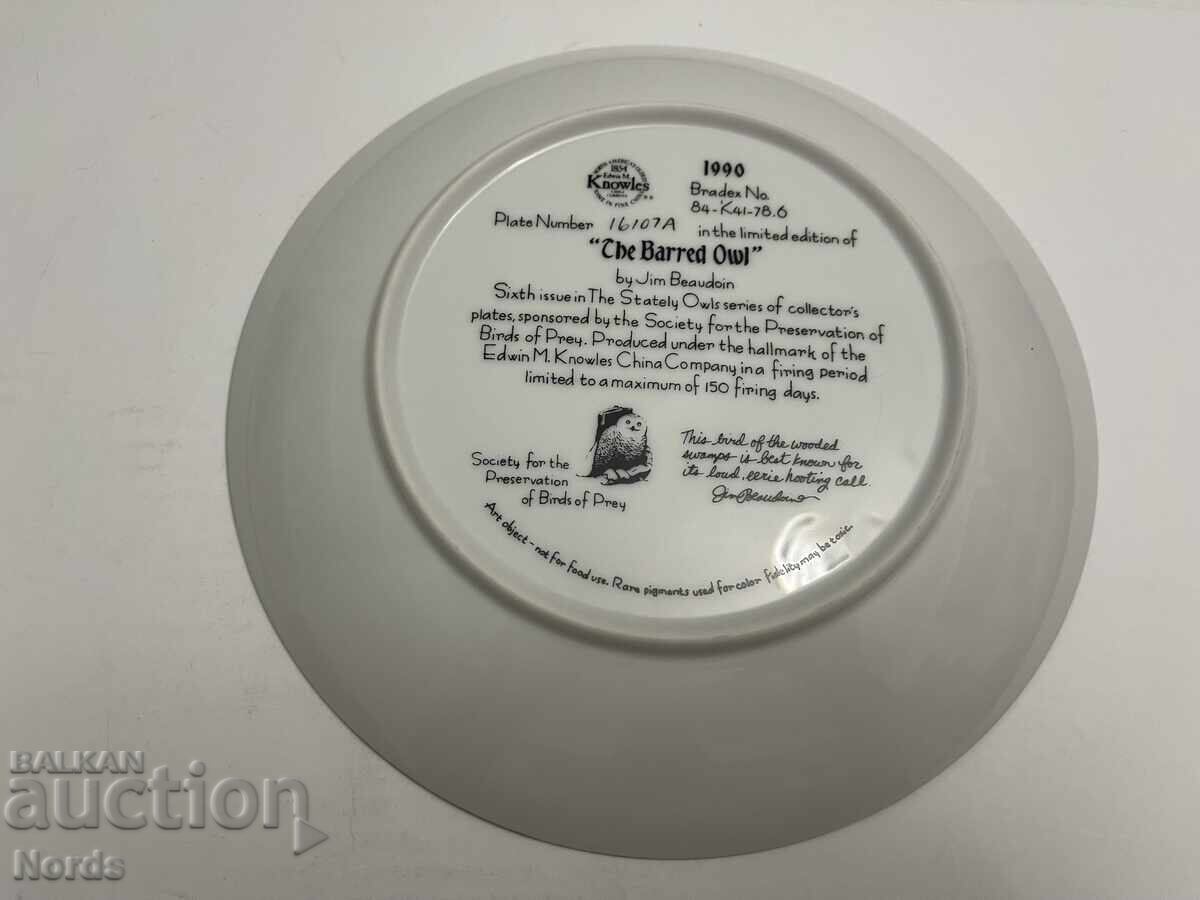 1854
Edwin M.
Knowles
1990
Bradex No.
84-K41-78.6
Plate Number 16107A in the limited edition of
"The Barred Owl"
by Jim Beaudoin
Sixth issue in The Stately Owls series of collector's
plates, sponsored by the Society for the Preservation of
Birds of Prey. Produced under the hallmark of the
Edwin M. Knowles China Company in a firing period
limited to a maximum of 150 firing days.
Society for the
Preservation
of Birds of Prey
This bird of the wooded
swamps is best known for
its loud, eerie hooting call.
Jim Beaudoin
Art object - not for food use. Rare pigments used for color fidelity may be toxic.
BALKAN
auction
Nords